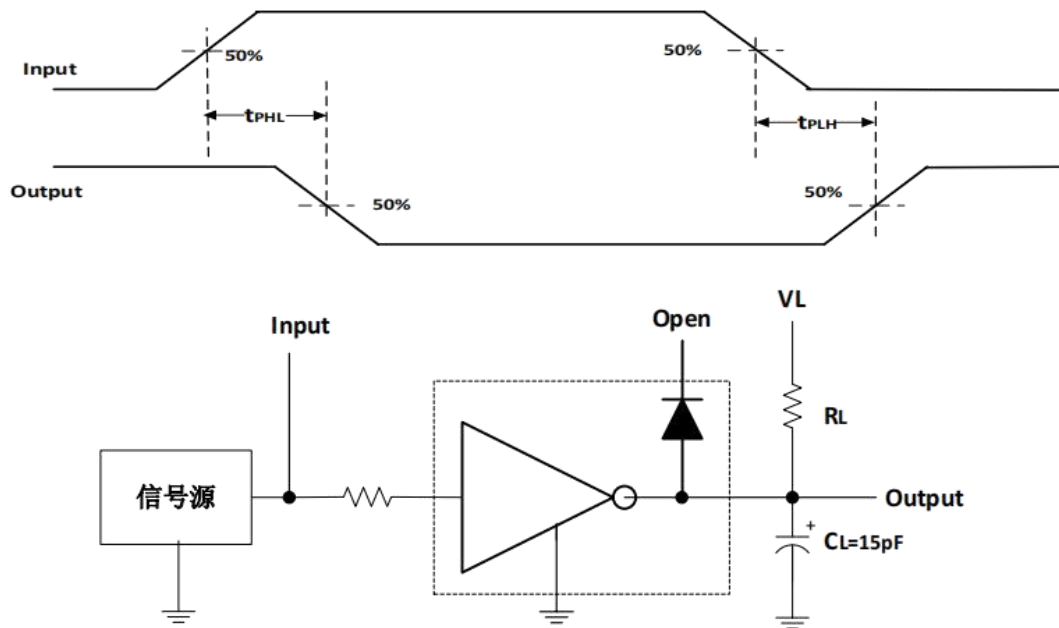 50%
50%
Input
tPHL
tPLH
Output
50%
50%
VL
Input
Open
RL
信号源
Output
+
CL=15pF